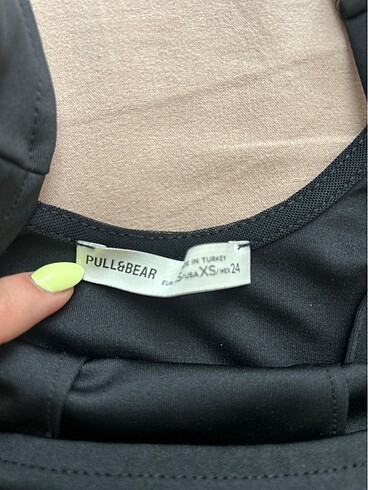 PULL&BEAR
IN TURKEY
EUR S/USA XS/MEX 24